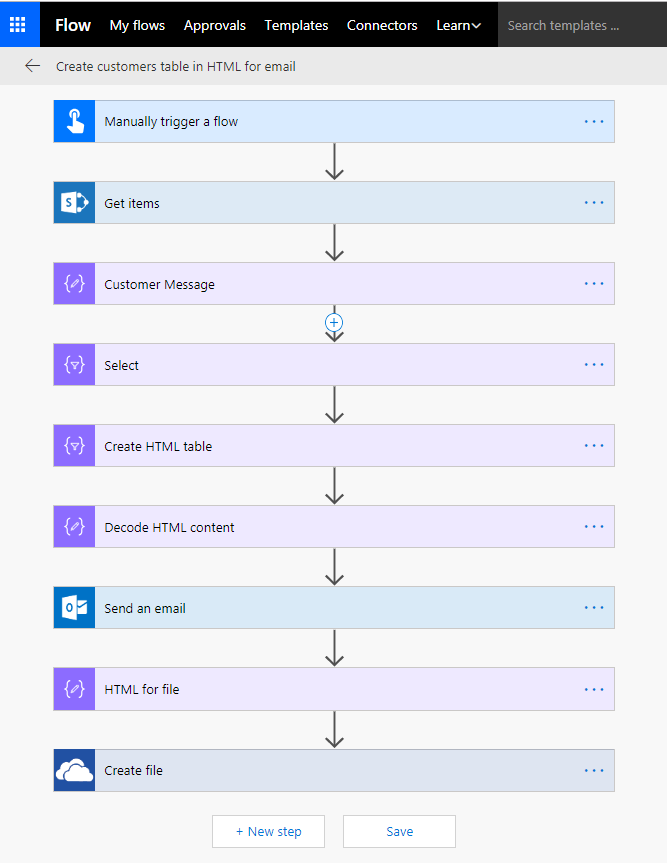 Flow My flows Approvals Templates Connectors Learn Search templates ...
Create customers table in HTML for email
Manually trigger a flow
Get items
Customer Message
Select
Create HTML table
Decode HTML content
Send an email
HTML for file
Create file
+ New step Save